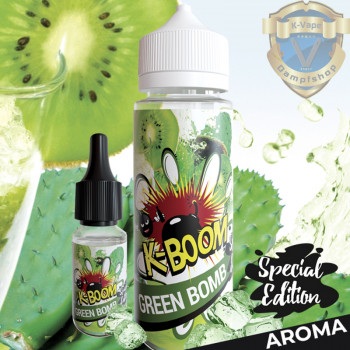 K-Vape
V
Dampfshop
K-BOOM
GREEN BOMB
K-BOOM
GREEN BOMB
Special
Edition
AROMA